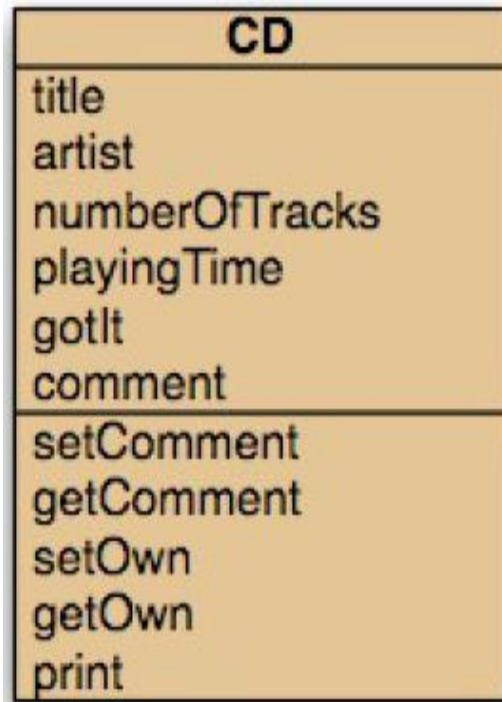 CD
title
artist
numberOfTracks
playingTime
gotIt
comment
setComment
getComment
setOwn
getOwn
print